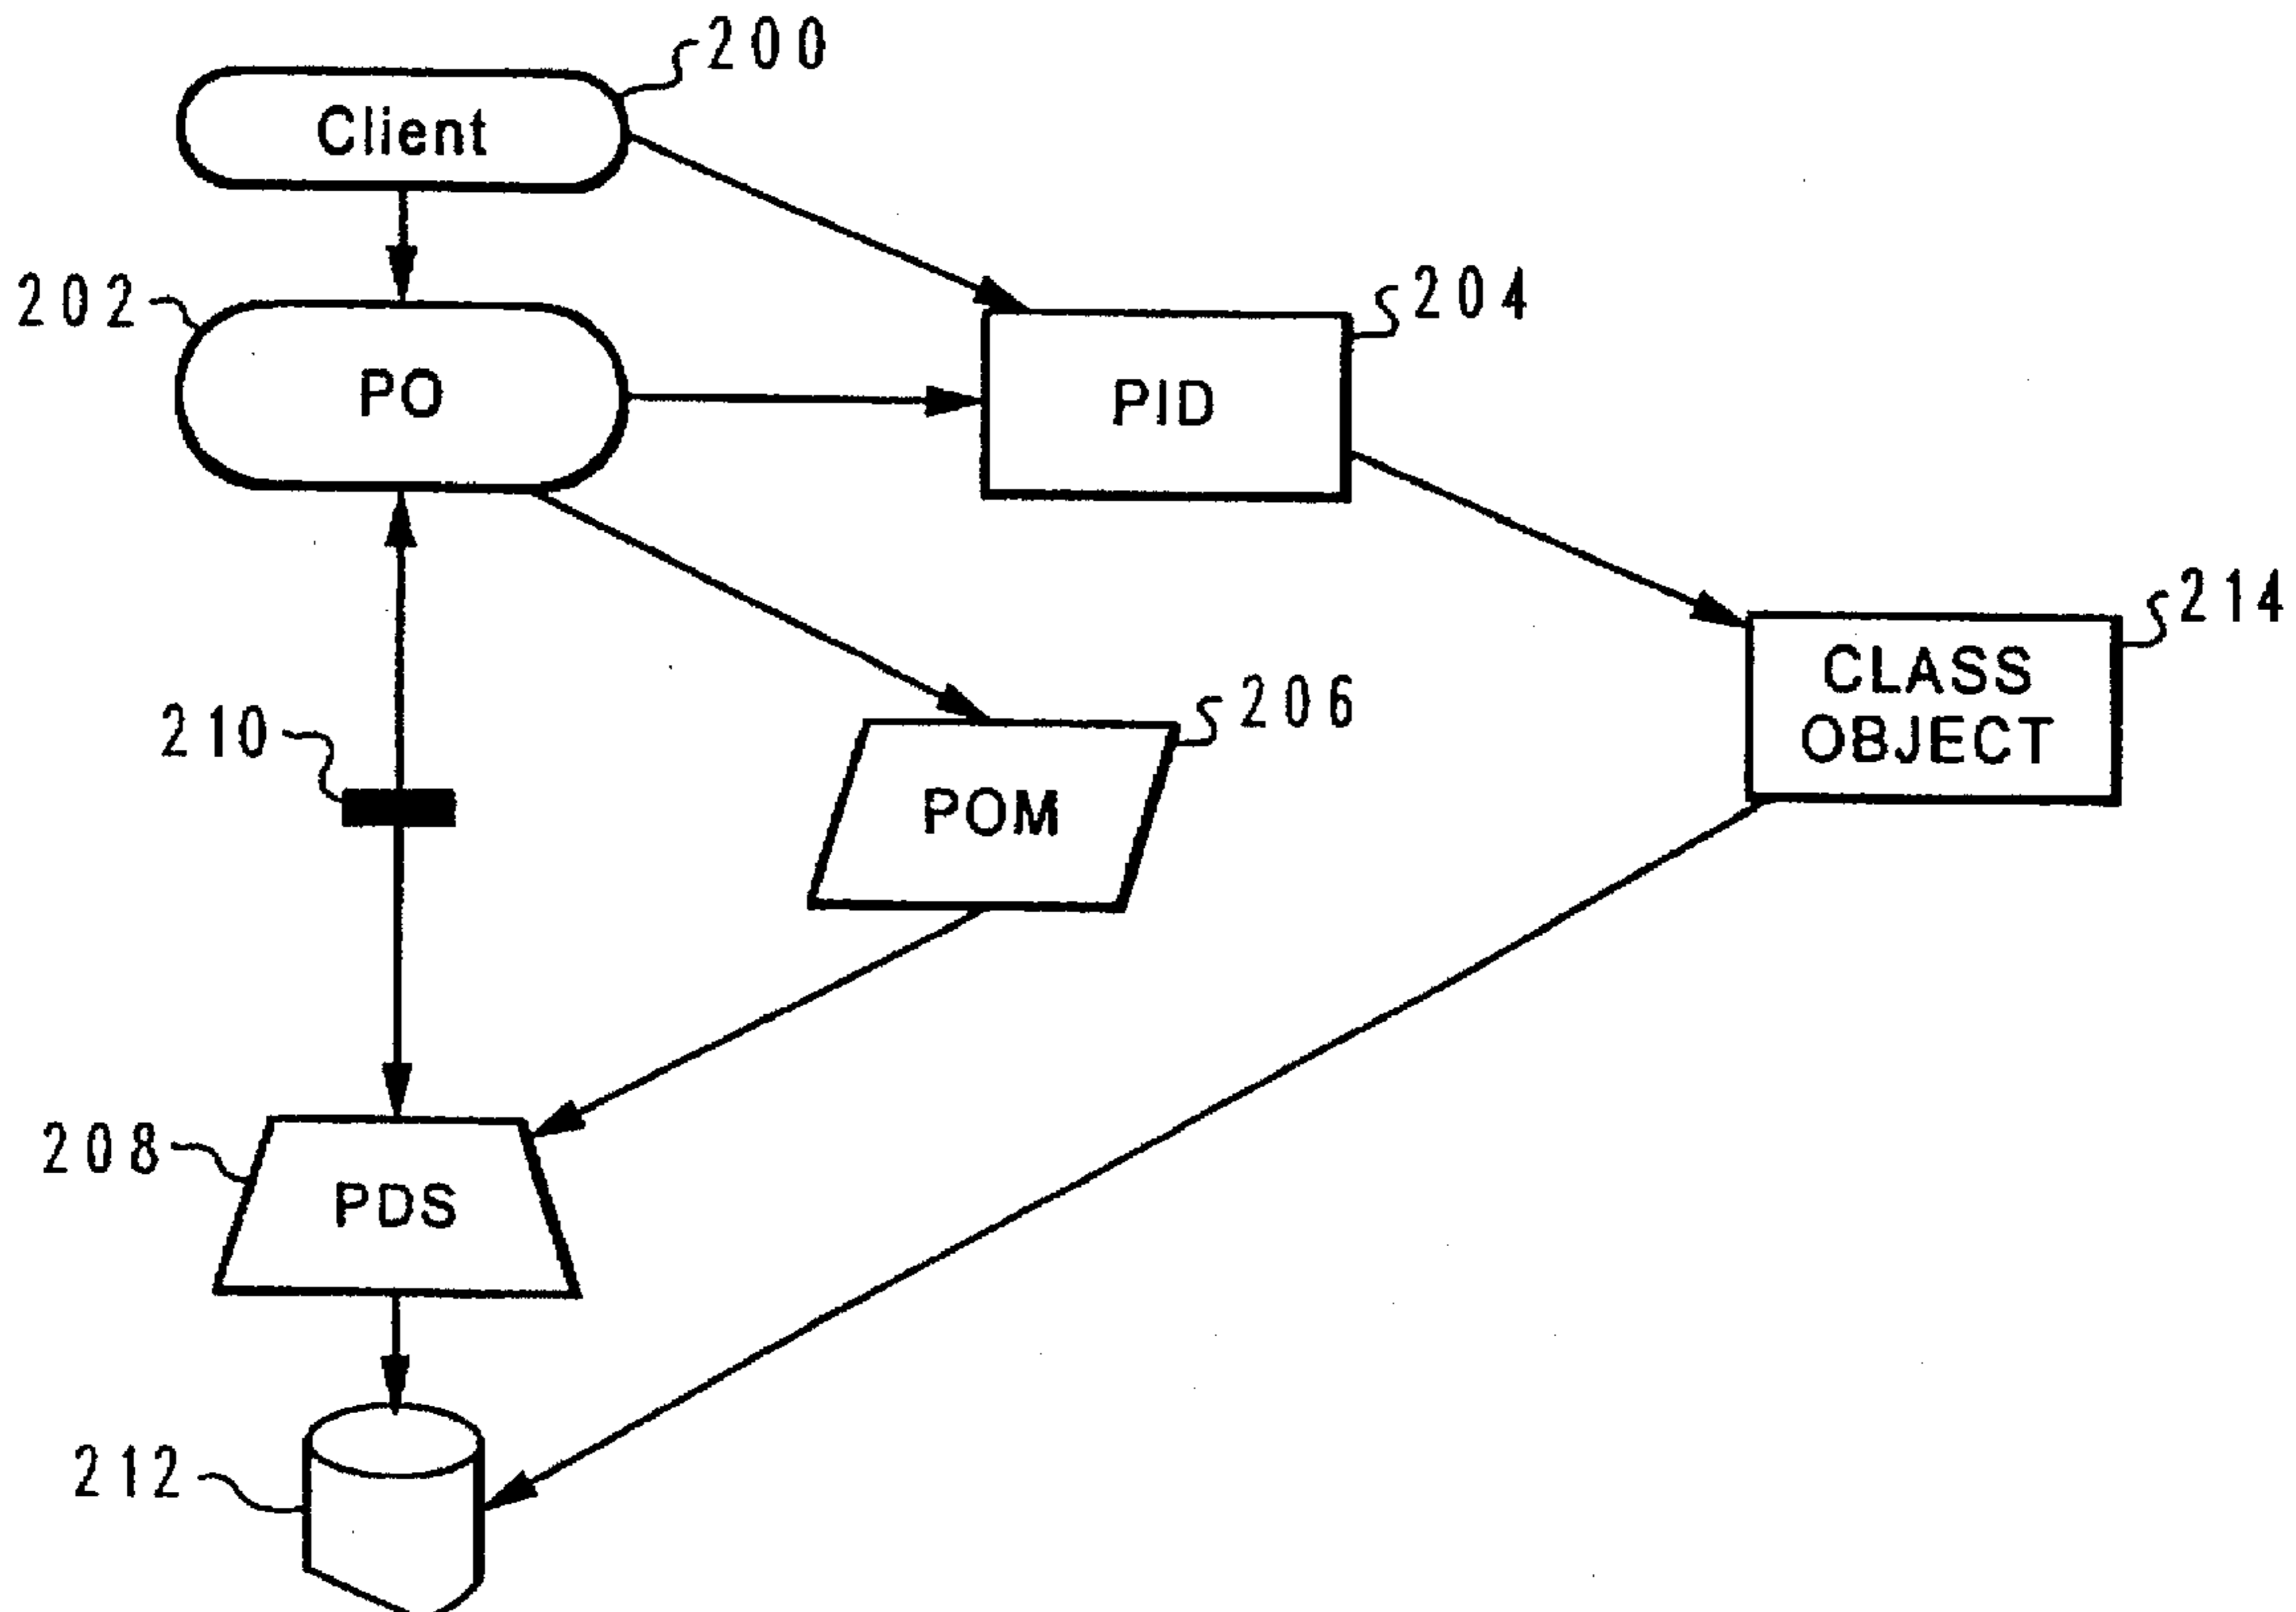 200
Client
202
PO
204
PID
214
CLASS
OBJECT
210
206
POM
208
PDS
212